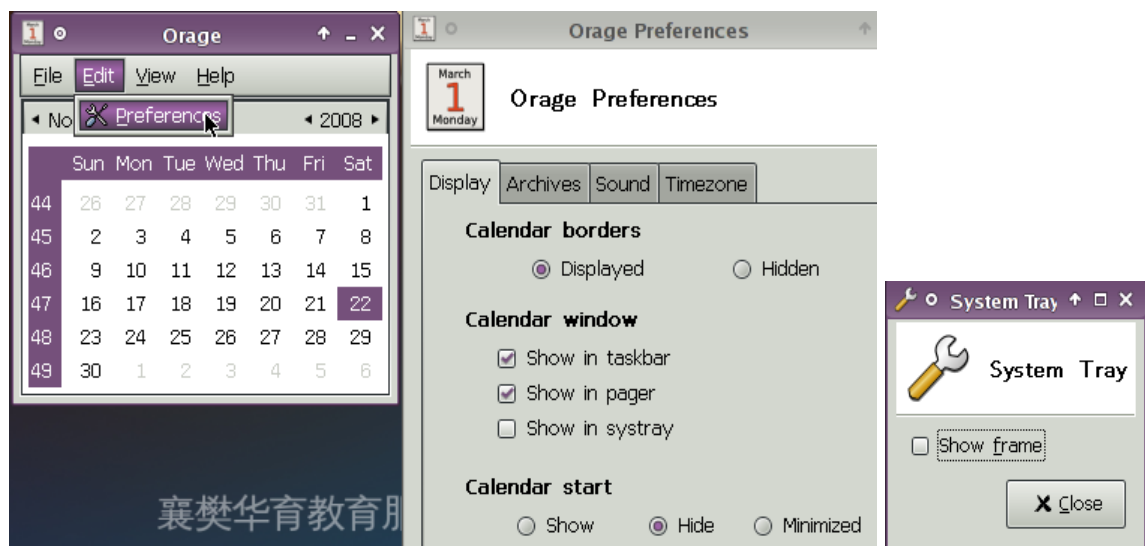 Orage
File Edit View Help
Preferences
No
2008
Sun Mon Tue Wed Thu Fri Sat
44 26 27 28 29 30 31 1
45 2 3 4 5 6 7 8
46 9 10 11 12 13 14 15
47 16 17 18 19 20 21 22
48 23 24 25 26 27 28 29
49 30 1 2 3 4 5 6
襄樊华育教育服
Orage Preferences
March
1
Monday
Orage Preferences
Display Archives Sound Timezone
Calendar borders
Displayed Hidden
Calendar window
Show in taskbar
Show in pager
Show in systray
Calendar start
Show Hide Minimized
System Tray
System Tray
Show frame
Close